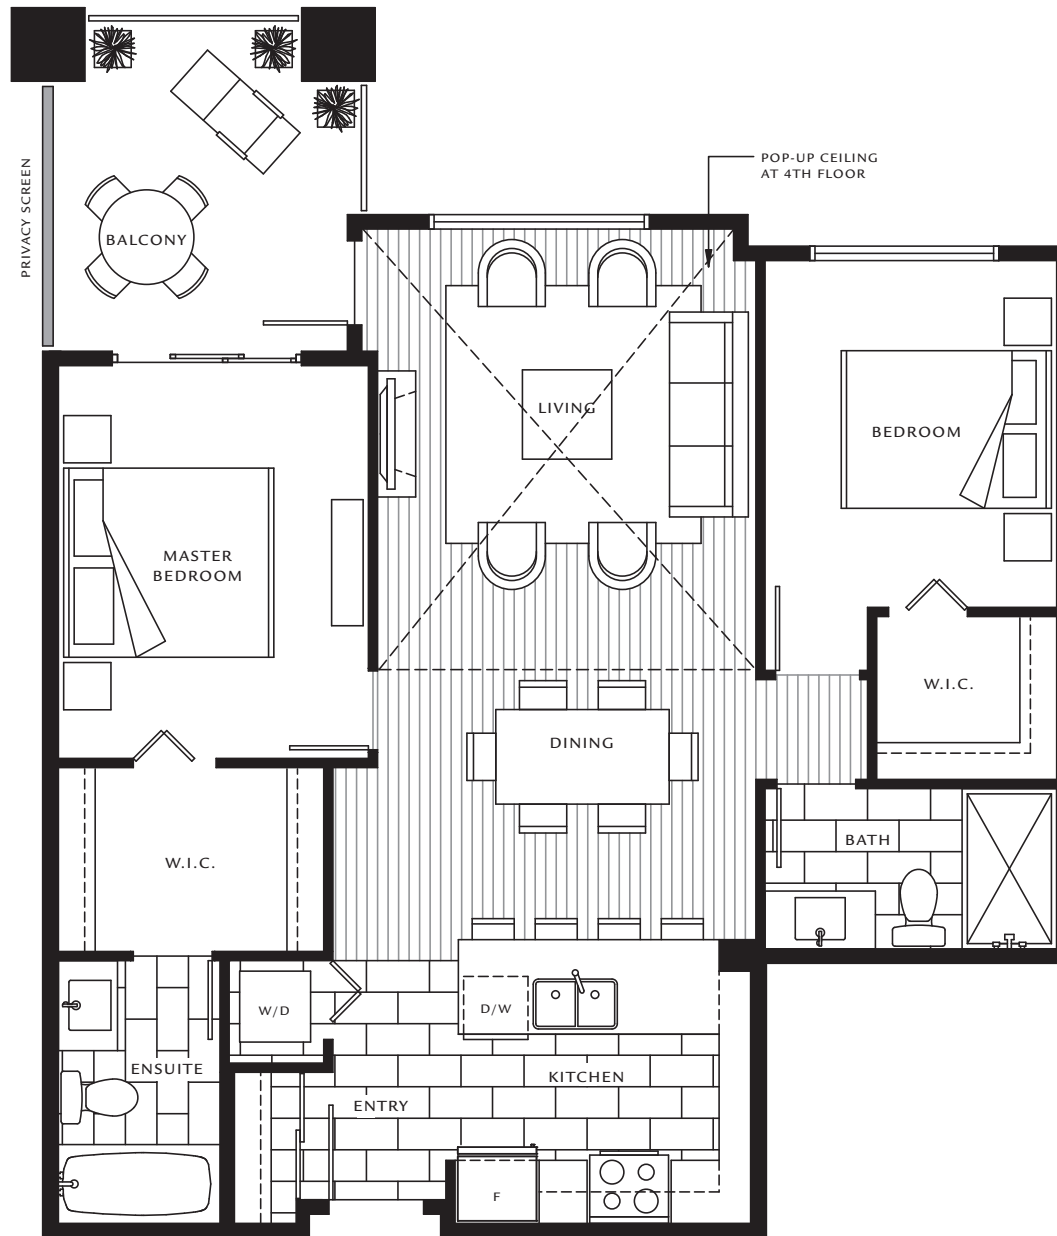 POP-UP CEILING
AT 4TH FLOOR
PRIVACY SCREEN
BALCONY
LIVING
BEDROOM
MASTER
BEDROOM
W.I.C.
DINING
BATH
W.I.C.
W/D
D/W
ENSUITE
KITCHEN
ENTRY
F